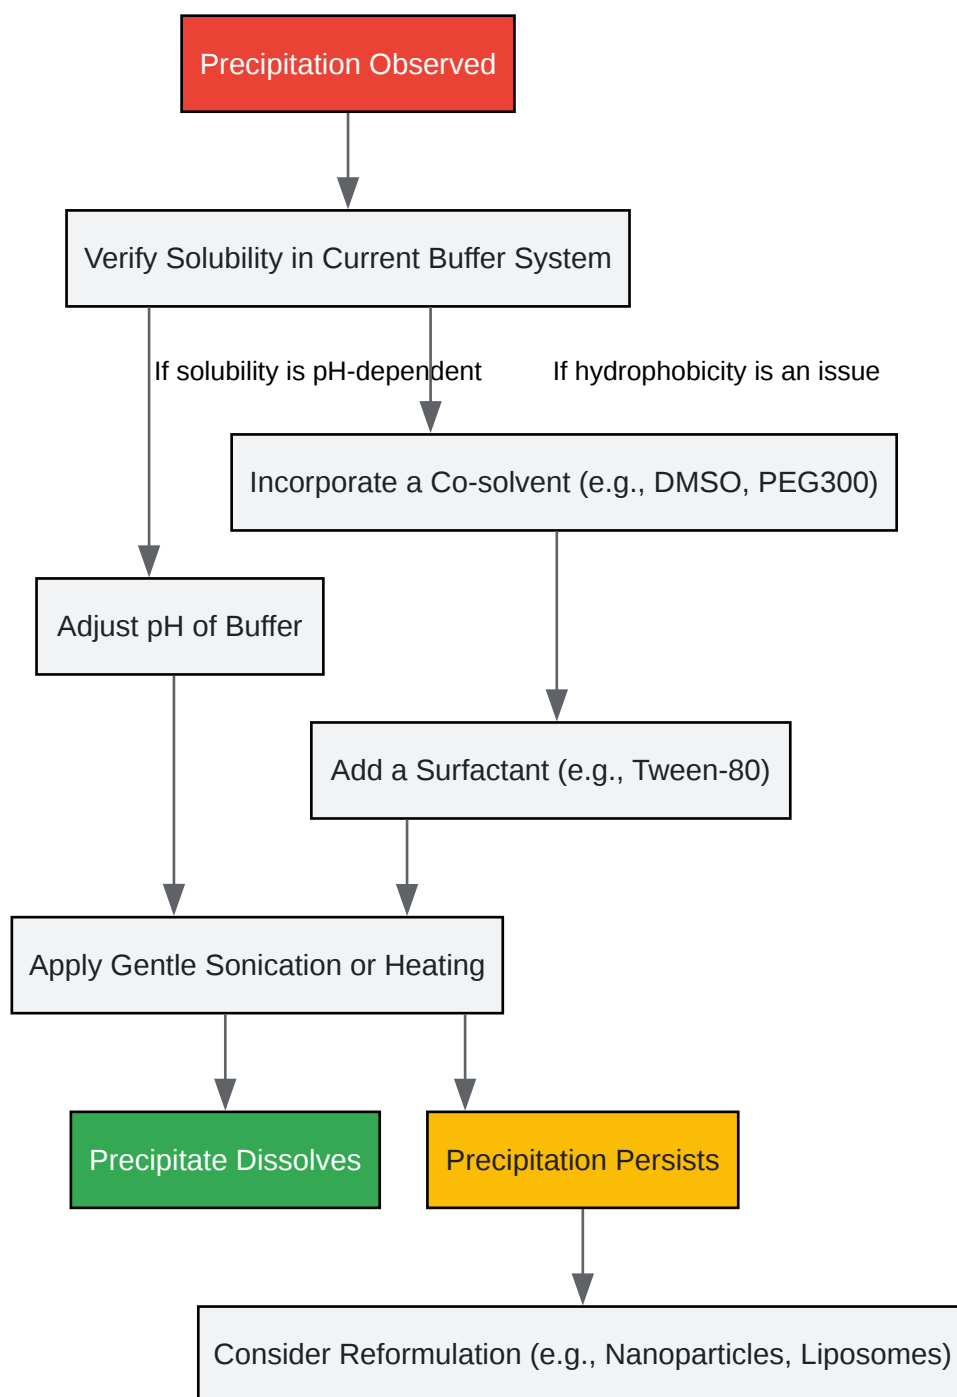 Precipitation Observed
Verify Solubility in Current Buffer System
If solubility is pH-dependent
If hydrophobicity is an issue
Incorporate a Co-solvent (e.g., DMSO, PEG300)
Adjust pH of Buffer
Add a Surfactant (e.g., Tween-80)
Apply Gentle Sonication or Heating
Precipitate Dissolves
Precipitation Persists
Consider Reformulation (e.g., Nanoparticles, Liposomes)